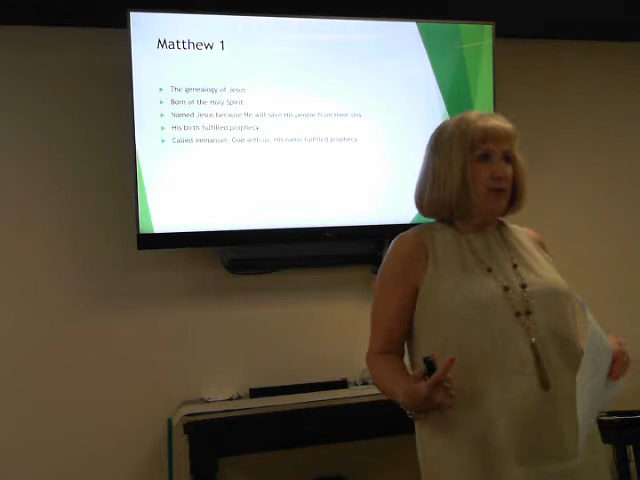 Matthew 1
The genealogy of Jesus
Born of the Holy Spirit
Named Jesus because He will save His people from their sins
His birth fulfilled prophecy
Called Immanuel, God with us. His name fulfilled prophecy